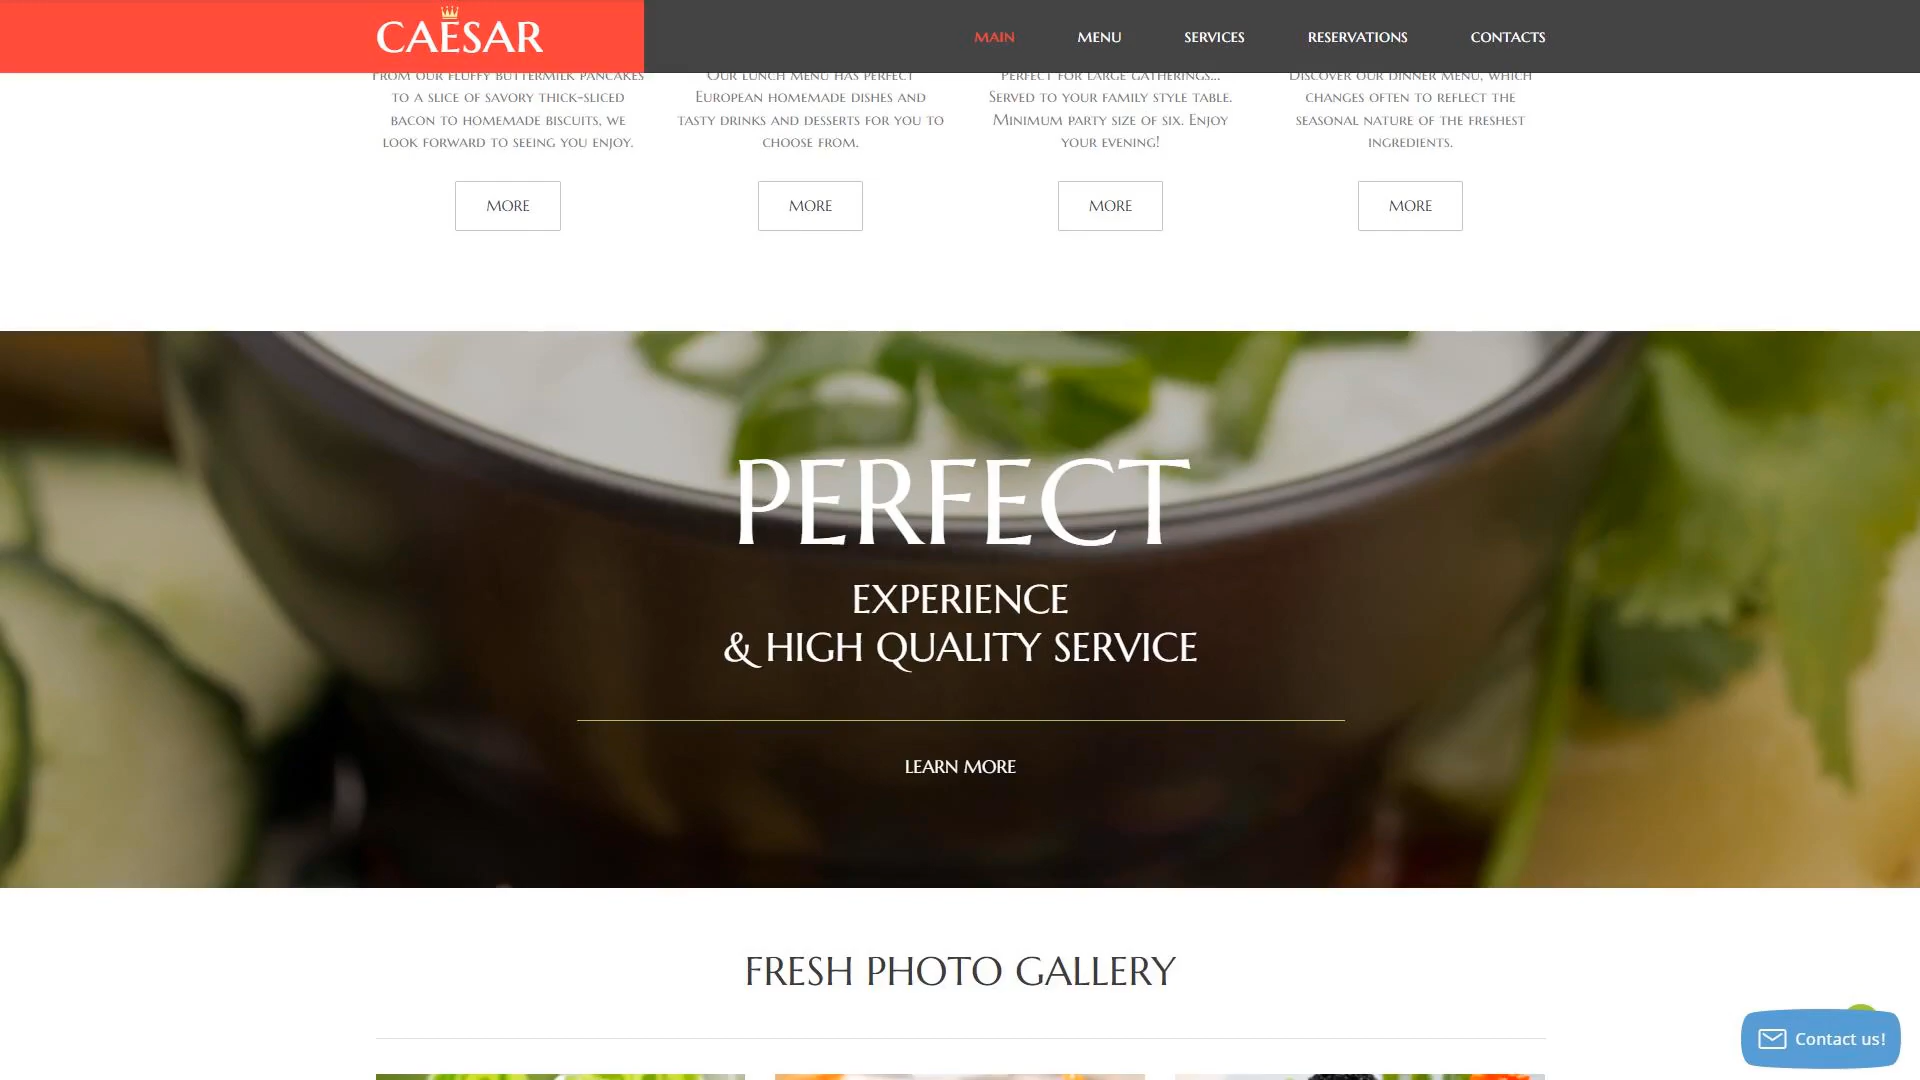 CAESAR
MAIN MENU SERVICES RESERVATIONS CONTACTS
From our fluffy buttermilk pancakes
to a slice of savory thick-sliced
bacon to homemade biscuits, we
look forward to seeing you enjoy.
Our lunch menu has perfect
European homemade dishes and
tasty drinks and desserts for you to
choose from.
Perfect for large gatherings...
Served to your family style table.
Minimum party size of six. Enjoy
your evening!
Discover our dinner menu, which
changes often to reflect the
seasonal nature of the freshest
ingredients.
MORE MORE MORE MORE
PERFECT
EXPERIENCE
& HIGH QUALITY SERVICE
LEARN MORE
FRESH PHOTO GALLERY
Contact us!